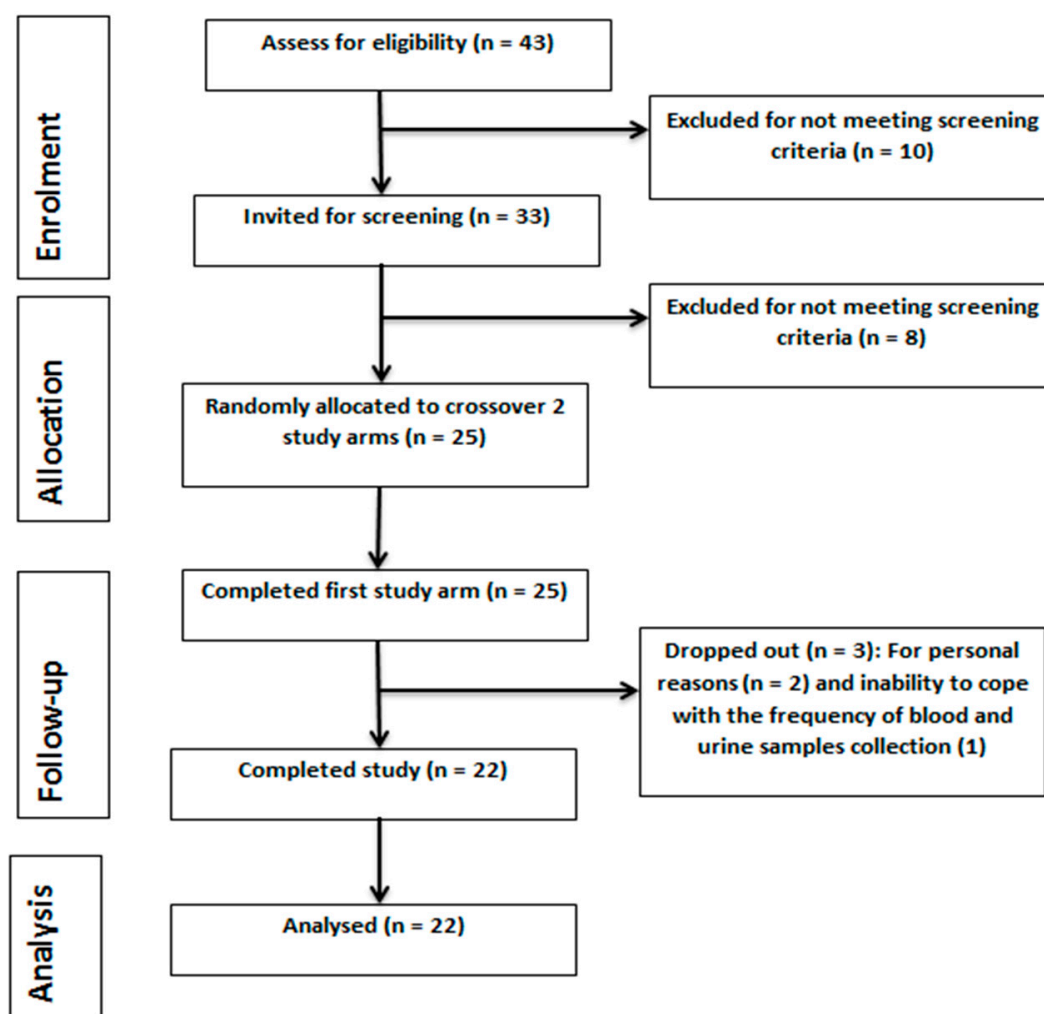 Enrolment
Assess for eligibility (n = 43)
Excluded for not meeting screening
criteria (n = 10)
Invited for screening (n = 33)
Allocation
Excluded for not meeting screening
criteria (n = 8)
Randomly allocated to crossover 2
study arms (n = 25)
Follow-up
Completed first study arm (n = 25)
Dropped out (n = 3): For personal
reasons (n = 2) and inability to cope
with the frequency of blood and
urine samples collection (1)
Completed study (n = 22)
Analysis
Analysed (n = 22)